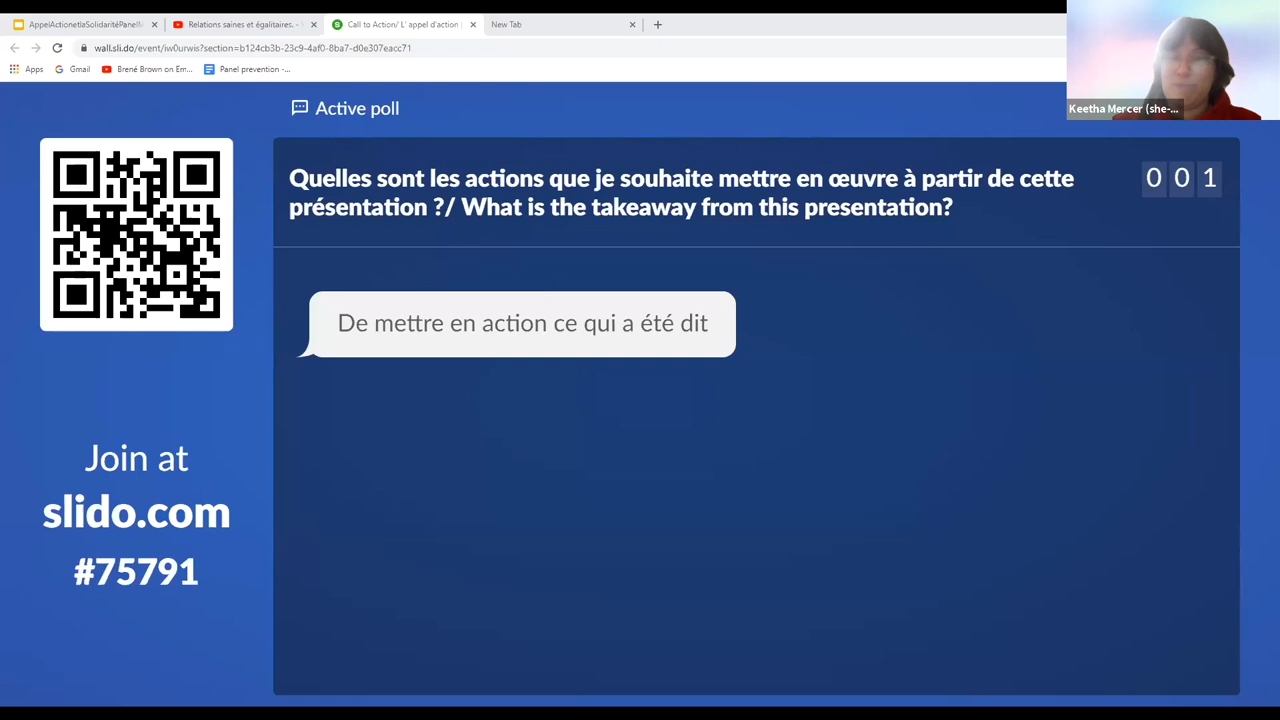 AppelActionetlaSolidaritéPanel
Relations saines et égalitaires. -
Call to Action/ L' appel d'action
New Tab
wall.sli.do/event/iw0urwis?section=b124cb3b-23c9-4af0-8ba7-d0e307eacc71
Apps
Gmail
Brené Brown on Em...
Panel prevention -...
Keetha Mercer (she-...
Active poll
Quelles sont les actions que je souhaite mettre en œuvre à partir de cette
présentation ?/ What is the takeaway from this presentation?
0 0 1
De mettre en action ce qui a été dit
Join at
slido.com
#75791